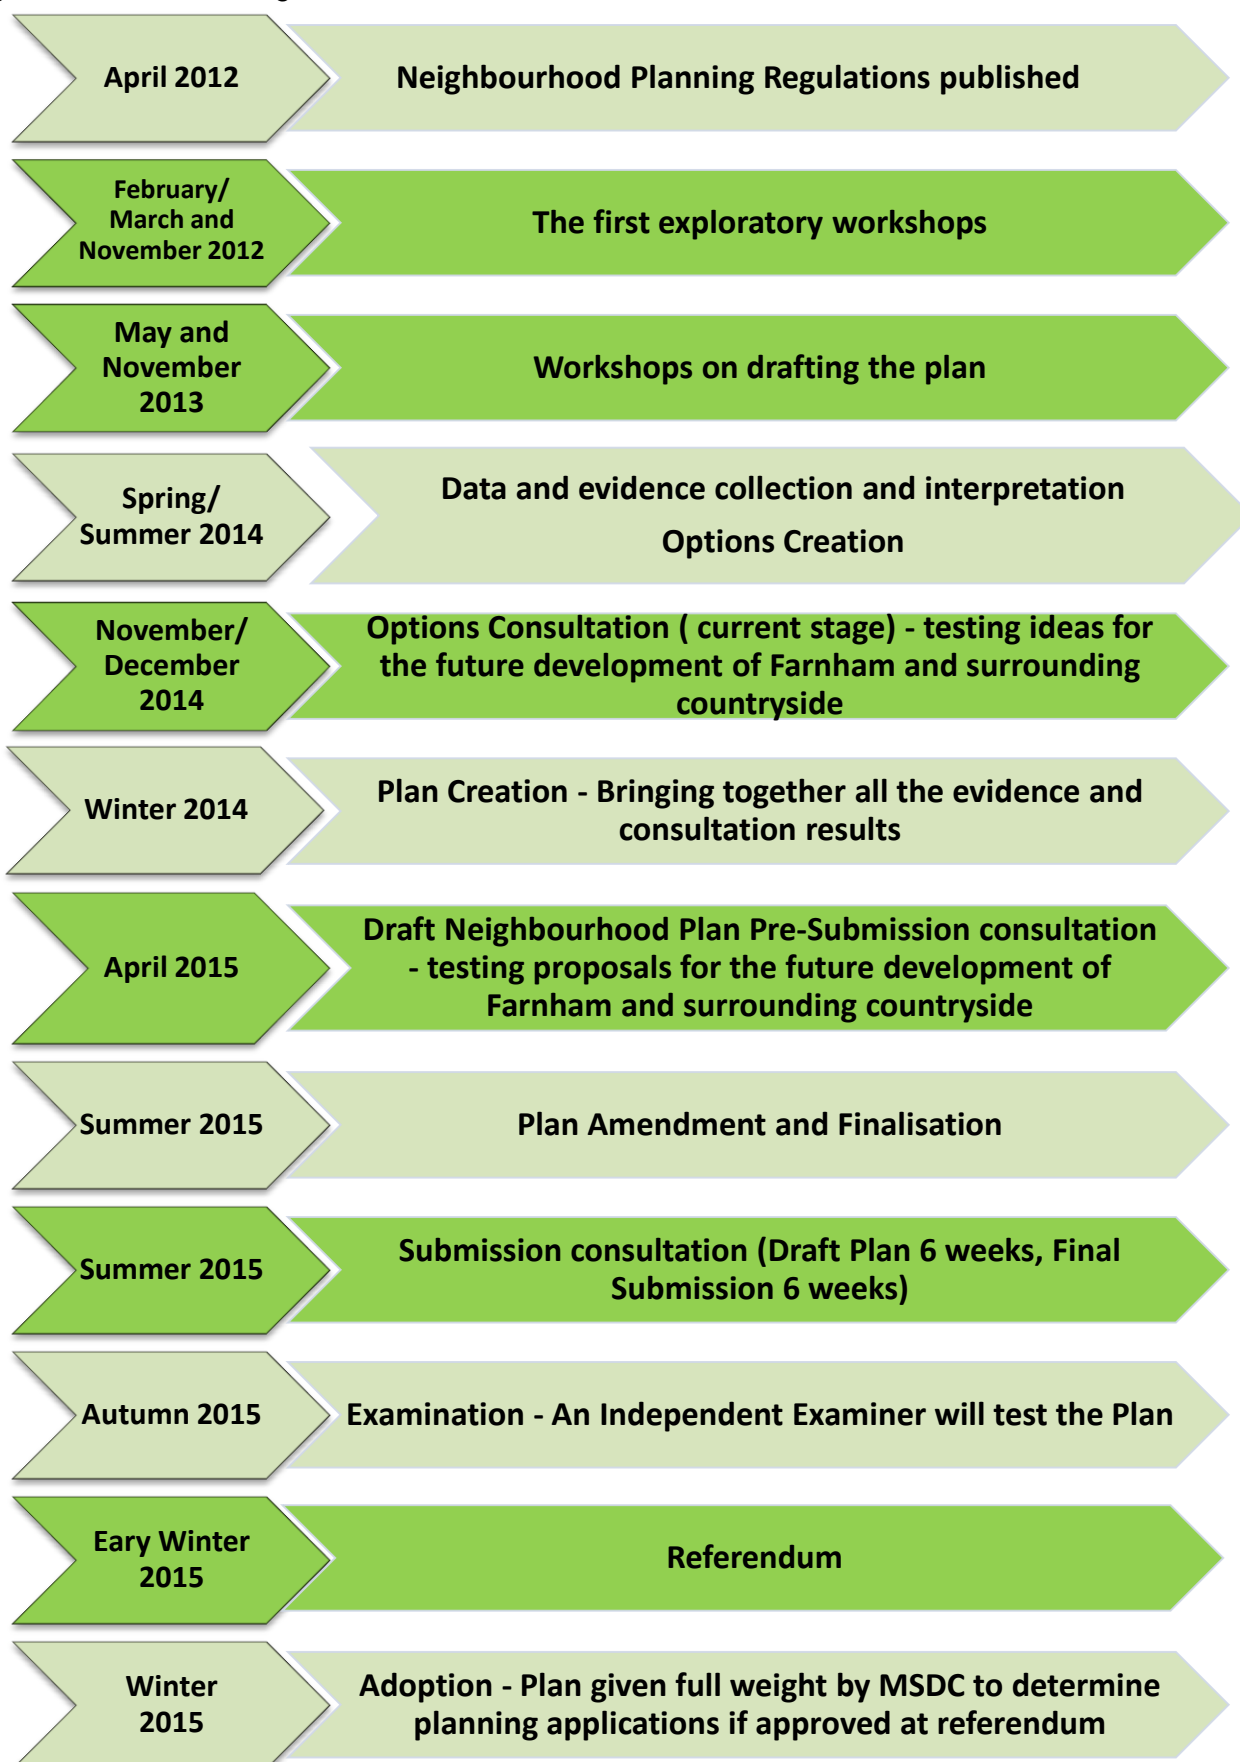 April 2012
Neighbourhood Planning Regulations published
February/
March and
November 2012
The first exploratory workshops
May and
November
2013
Workshops on drafting the plan
Spring/
Summer 2014
Data and evidence collection and interpretation
Options Creation
November/
December
2014
Options Consultation ( current stage) - testing ideas for
the future development of Farnham and surrounding
countryside
Winter 2014
Plan Creation - Bringing together all the evidence and
consultation results
April 2015
Draft Neighbourhood Plan Pre-Submission consultation
- testing proposals for the future development of
Farnham and surrounding countryside
Summer 2015
Plan Amendment and Finalisation
Summer 2015
Submission consultation (Draft Plan 6 weeks, Final
Submission 6 weeks)
Autumn 2015
Examination - An Independent Examiner will test the Plan
Eary Winter
2015
Referendum
Winter
2015
Adoption - Plan given full weight by MSDC to determine
planning applications if approved at referendum